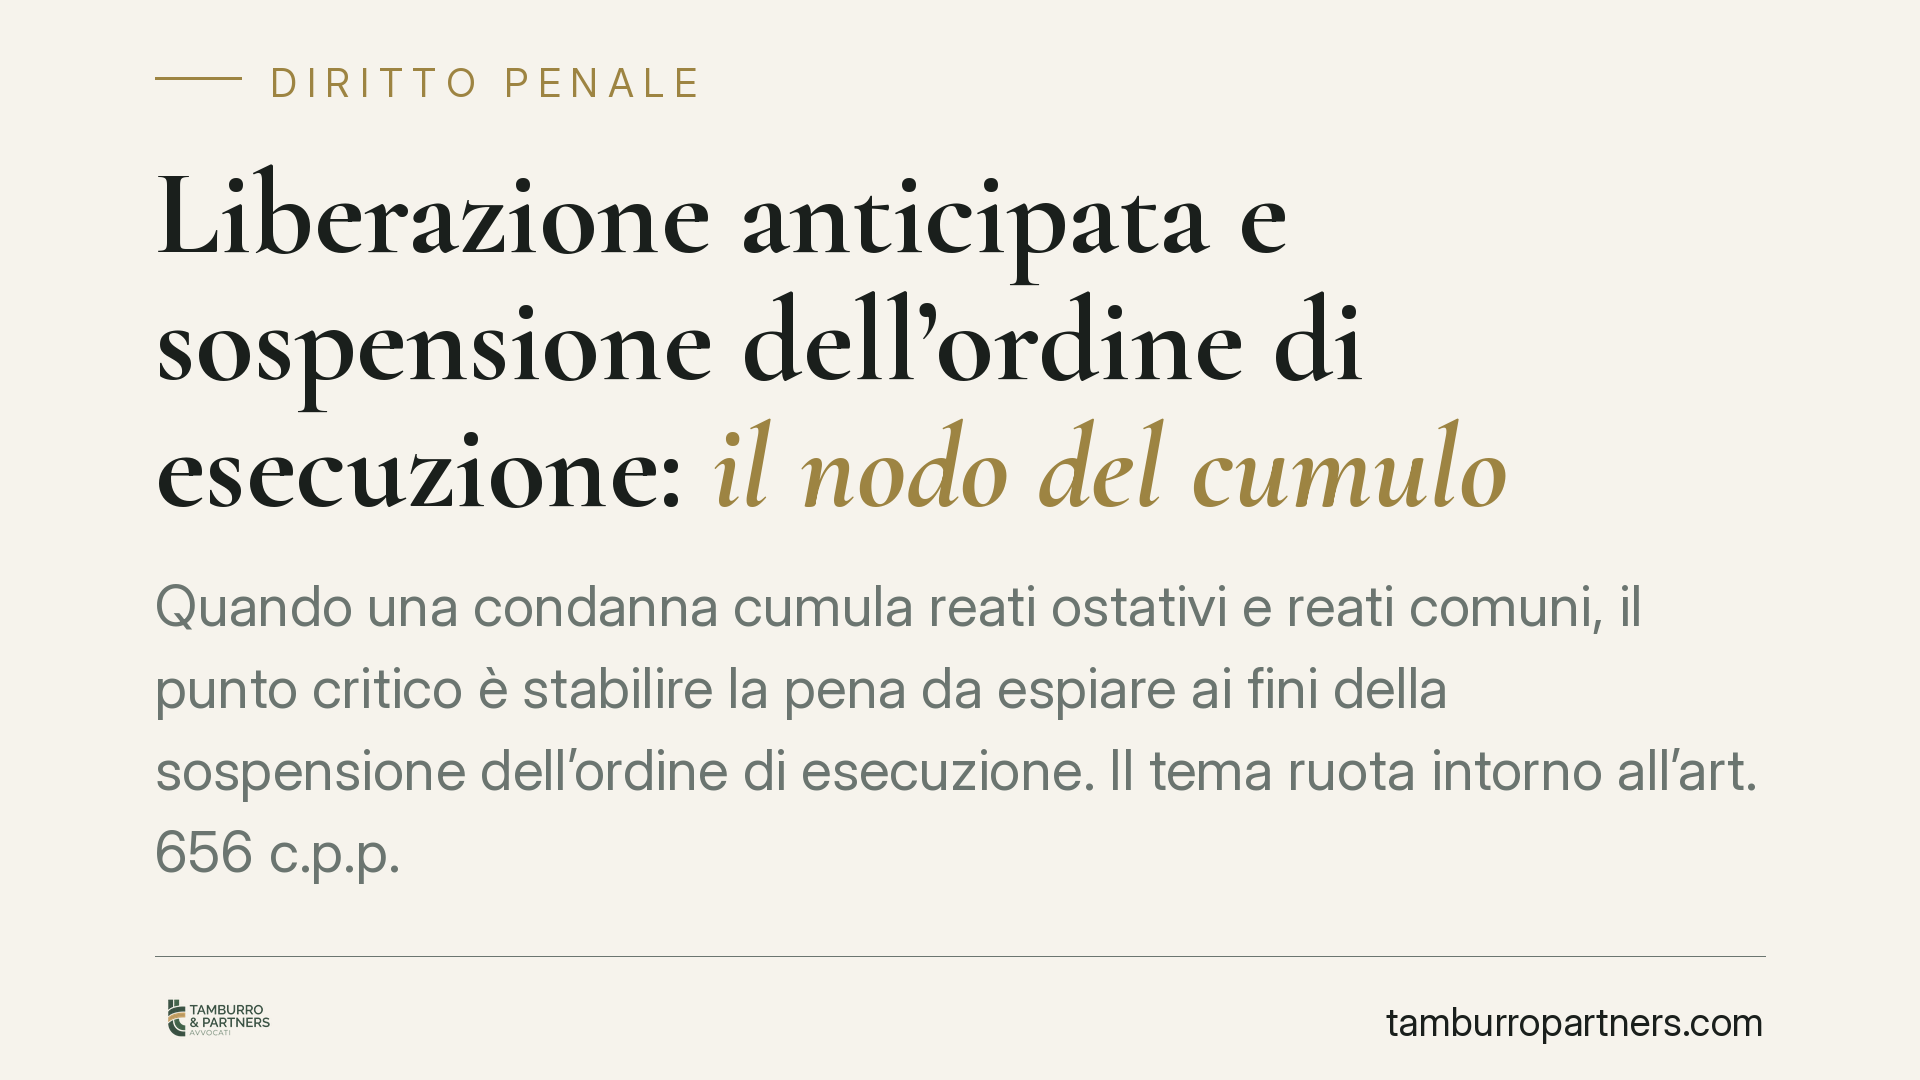 DIRITTO PENALE
Liberazione anticipata e
sospensione dell’ordine di
esecuzione: il nodo del cumulo
Quando una condanna cumula reati ostativi e reati comuni, il
punto critico è stabilire la pena da espiare ai fini della
sospensione dell’ordine di esecuzione. Il tema ruota intorno all’art.
656 c.p.p.
TAMBURRO
& PARTNERS
AVVOCATI
tamburropartners.com